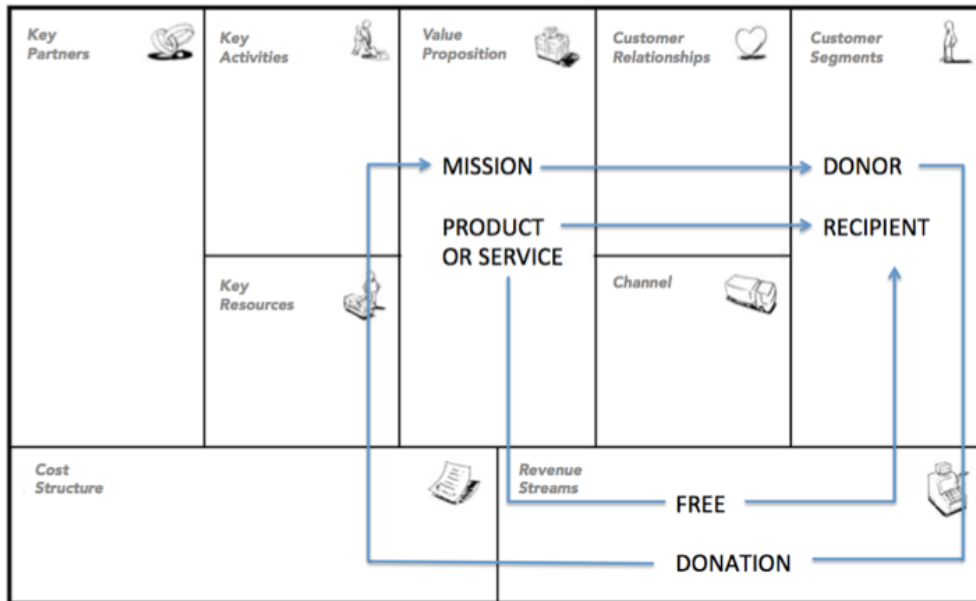 Key
Partners
Key
Activities
Value
Proposition
Customer
Relationships
Customer
Segments
MISSION
DONOR
PRODUCT
OR SERVICE
RECIPIENT
Key
Resources
Channel
Cost
Structure
Revenue
Streams
FREE
DONATION